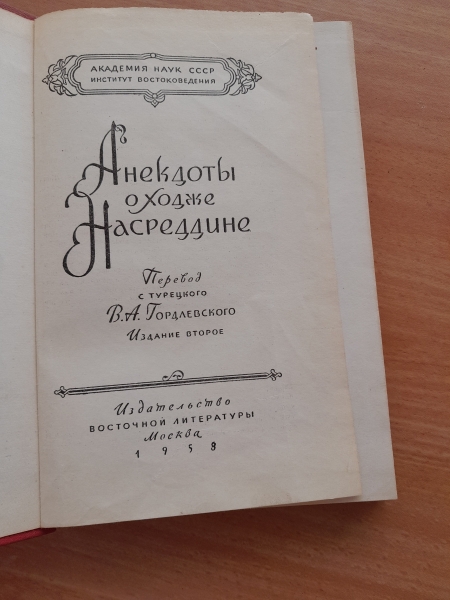 АКАДЕМИЯ НАУК СССР
ИНСТИТУТ ВОСТОКОВЕДЕНИЯ
Анекдоты
о Ходже
Насреддине
Перевод
С ТУРЕЦКОГО
В.А. Гордлевского
Издание второе
Издательство
ВОСТОЧНОЙ ЛИТЕРАТУРЫ
Москва
1958